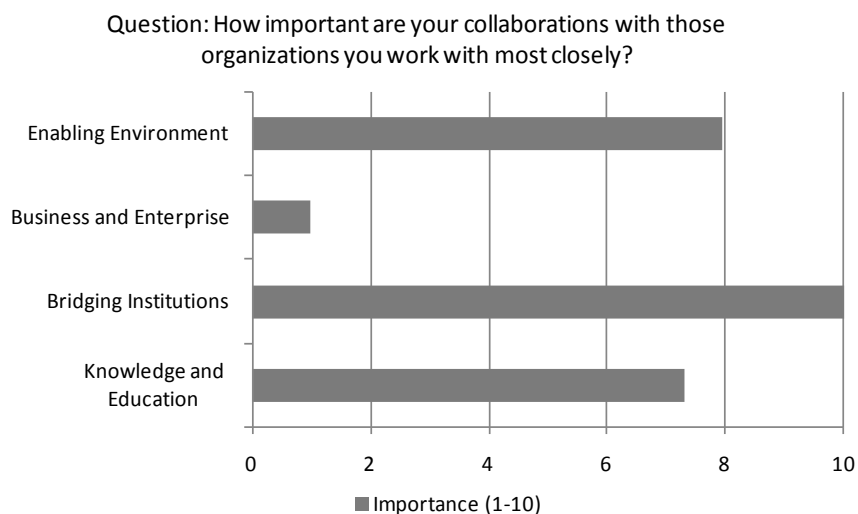 Question: How important are your collaborations with those
organizations you work with most closely?
Enabling Environment
Business and Enterprise
Bridging Institutions
Knowledge and
Education
0 2 4 6 8 10
Importance (1-10)